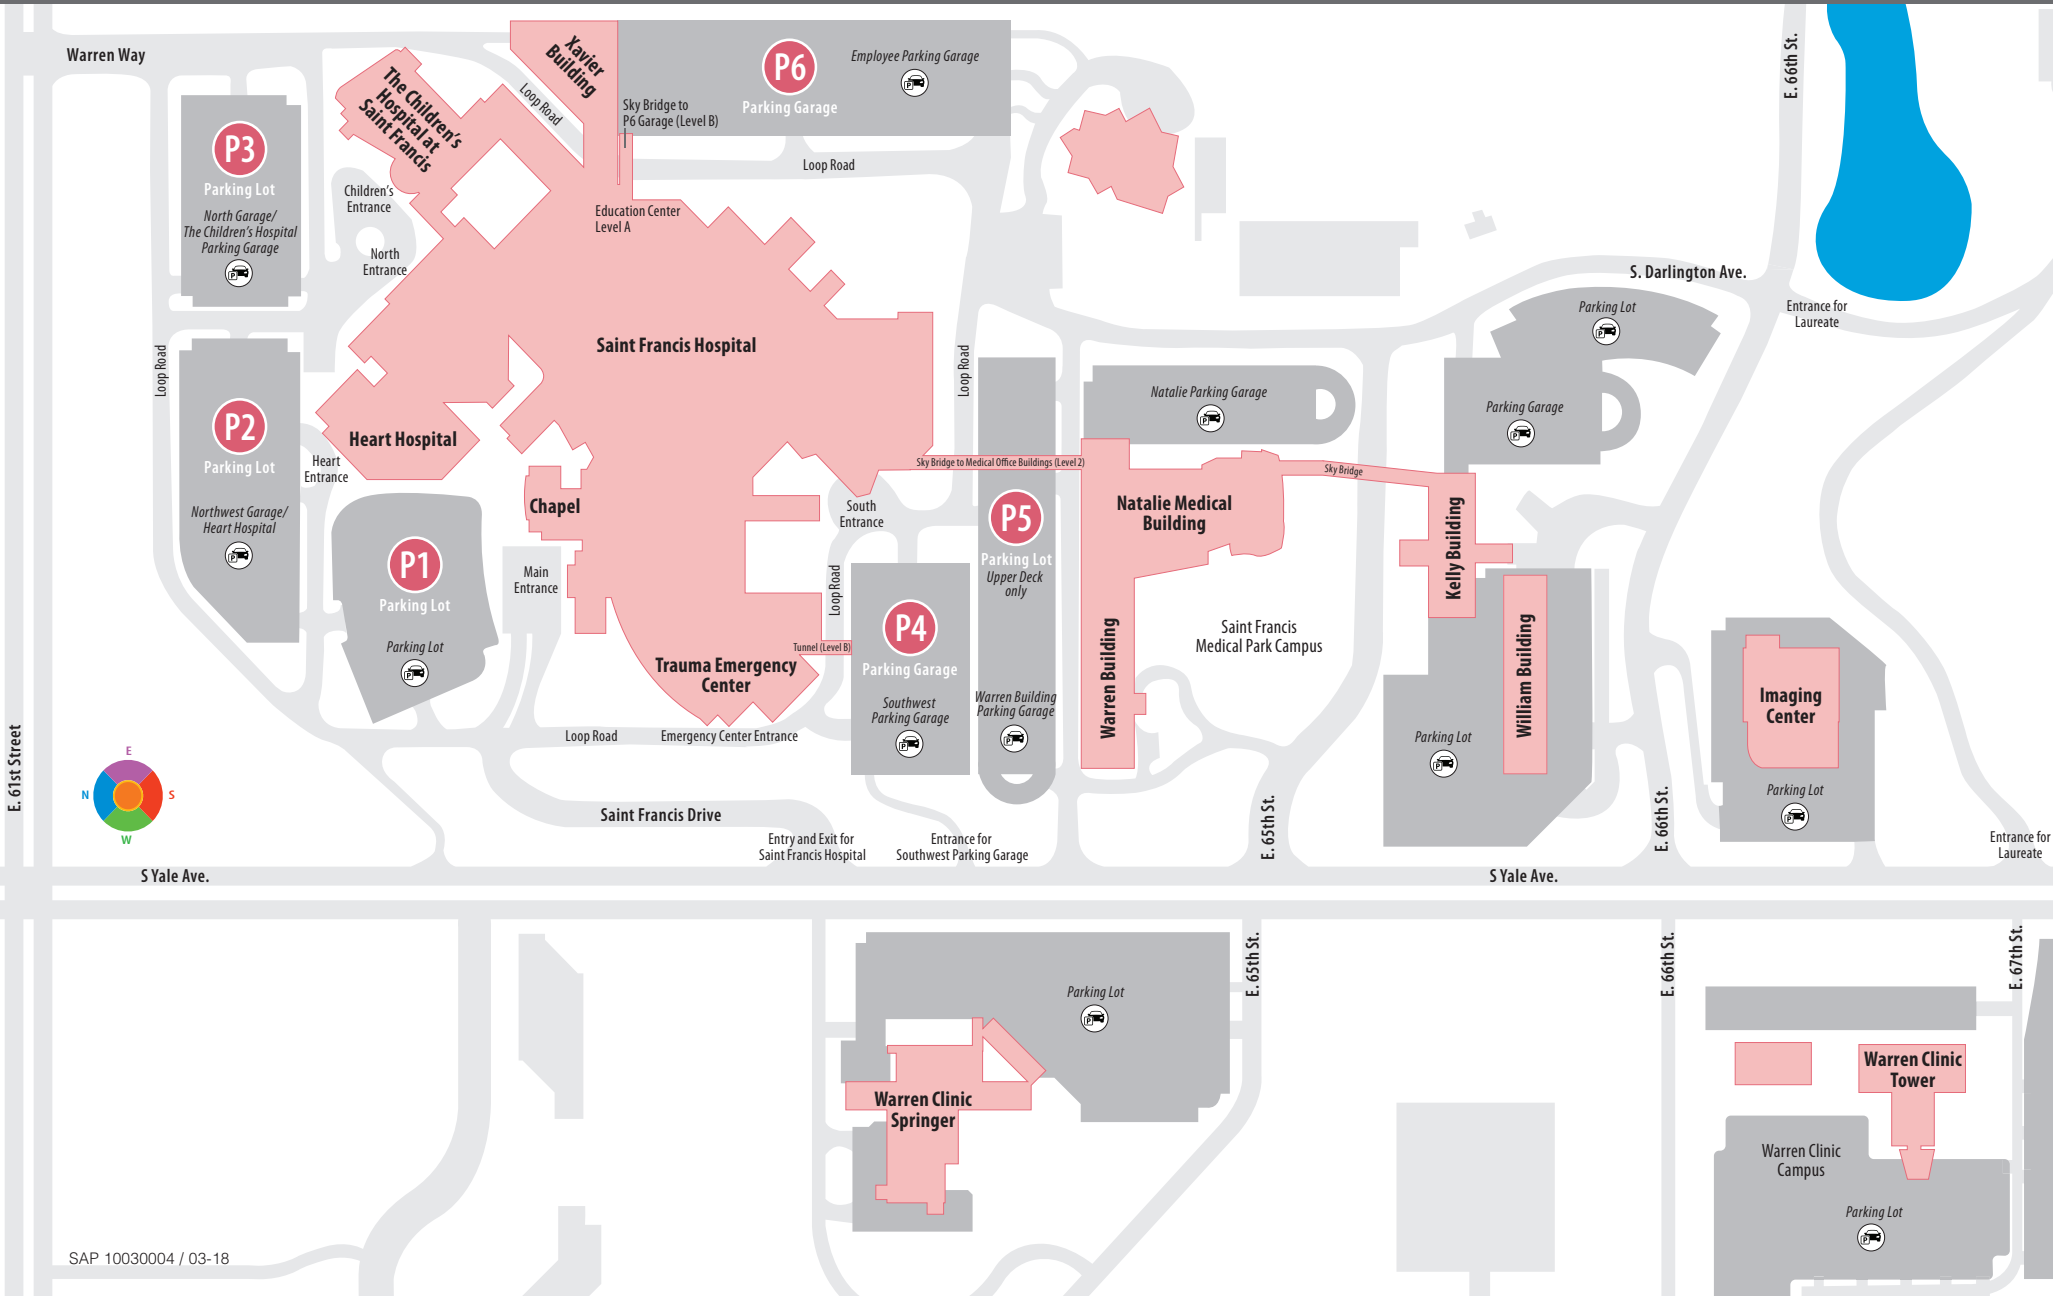 Warren Way
E. 61st Street
P3
Parking Lot
North Garage/
The Children's Hospital
Parking Garage
P
The Children's
Hospital at
Saint Francis
Children's
Entrance
North
Entrance
Xavier
Building
Loop Road
Sky Bridge to
P6 Garage (Level B)
P6
Parking Garage
Employee Parking Garage
P
Loop Road
Education Center
Level A
E. 66th St.
S. Darlington Ave.
Entrance for
Laureate
Loop Road
P2
Parking Lot
Northwest Garage/
Heart Hospital
P
Heart Hospital
Heart
Entrance
Saint Francis Hospital
Loop Road
Chapel
Main
Entrance
P1
Parking Lot
Parking Lot
P
South
Entrance
Sky Bridge to Medical Office Buildings (Level 2)
Natalie Parking Garage
P
Natalie Medical
Building
Sky Bridge
Parking Lot
P
Parking Garage
P
Kelly Building
P5
Parking Lot
Upper Deck
only
Warren Building
Parking Garage
P
Loop Road
P4
Parking Garage
Southwest
Parking Garage
P
Tunnel (Level B)
Trauma Emergency
Center
Emergency Center Entrance
Loop Road
Warren Building
Saint Francis
Medical Park Campus
William Building
Parking Lot
P
Imaging
Center
Parking Lot
P
E
N
S
W
Saint Francis Drive
Entry and Exit for
Saint Francis Hospital
Entrance for
Southwest Parking Garage
E. 65th St.
E. 66th St.
Entrance for
Laureate
S Yale Ave.
S Yale Ave.
E. 65th St.
E. 66th St.
E. 67th St.
Parking Lot
P
Warren Clinic
Springer
Warren Clinic
Tower
Warren Clinic
Campus
Parking Lot
P
SAP 10030004 / 03-18